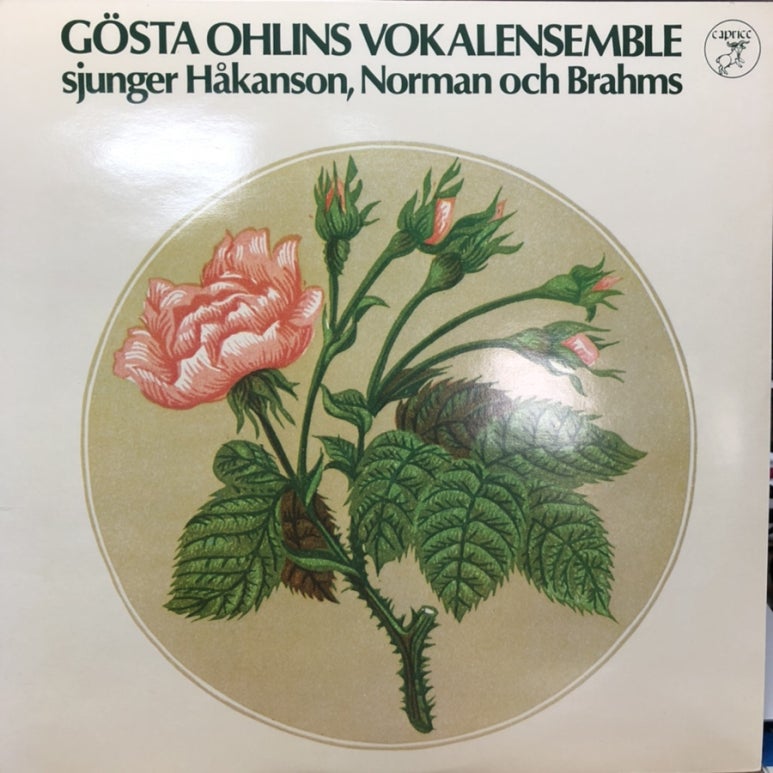 GÖSTA OHLINS VOKALENSEMBLE
sjunger Håkanson, Norman och Brahms
caprice